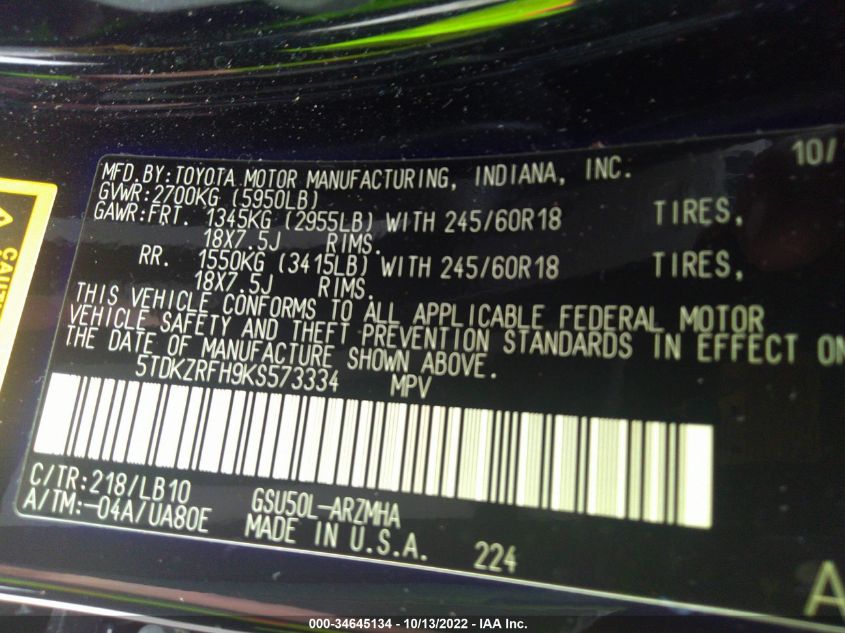 MFD.BY:TOYOTA MOTOR MANUFACTURING, INDIANA, INC. 10/
GVWR:2700KG (5950LB)
GAWR:FRT. 1345KG (2955LB) WITH 245/60R18 TIRES,
18X7.5J RIMS.
RR. 1550KG (3415LB) WITH 245/60R18 TIRES,
18X7.5J RIMS.
THIS VEHICLE CONFORMS TO ALL APPLICABLE FEDERAL MOTOR
VEHICLE SAFETY AND THEFT PREVENTION STANDARDS IN EFFECT ON
THE DATE OF MANUFACTURE SHOWN ABOVE.
5TDKZRFH9KS573334 MPV
C/TR:218/LB10 GSU50L-ARZMHA
A/TM:-04A/UA80E MADE IN U.S.A. 224
A
000-34645134 - 10/13/2022 - IAA Inc.